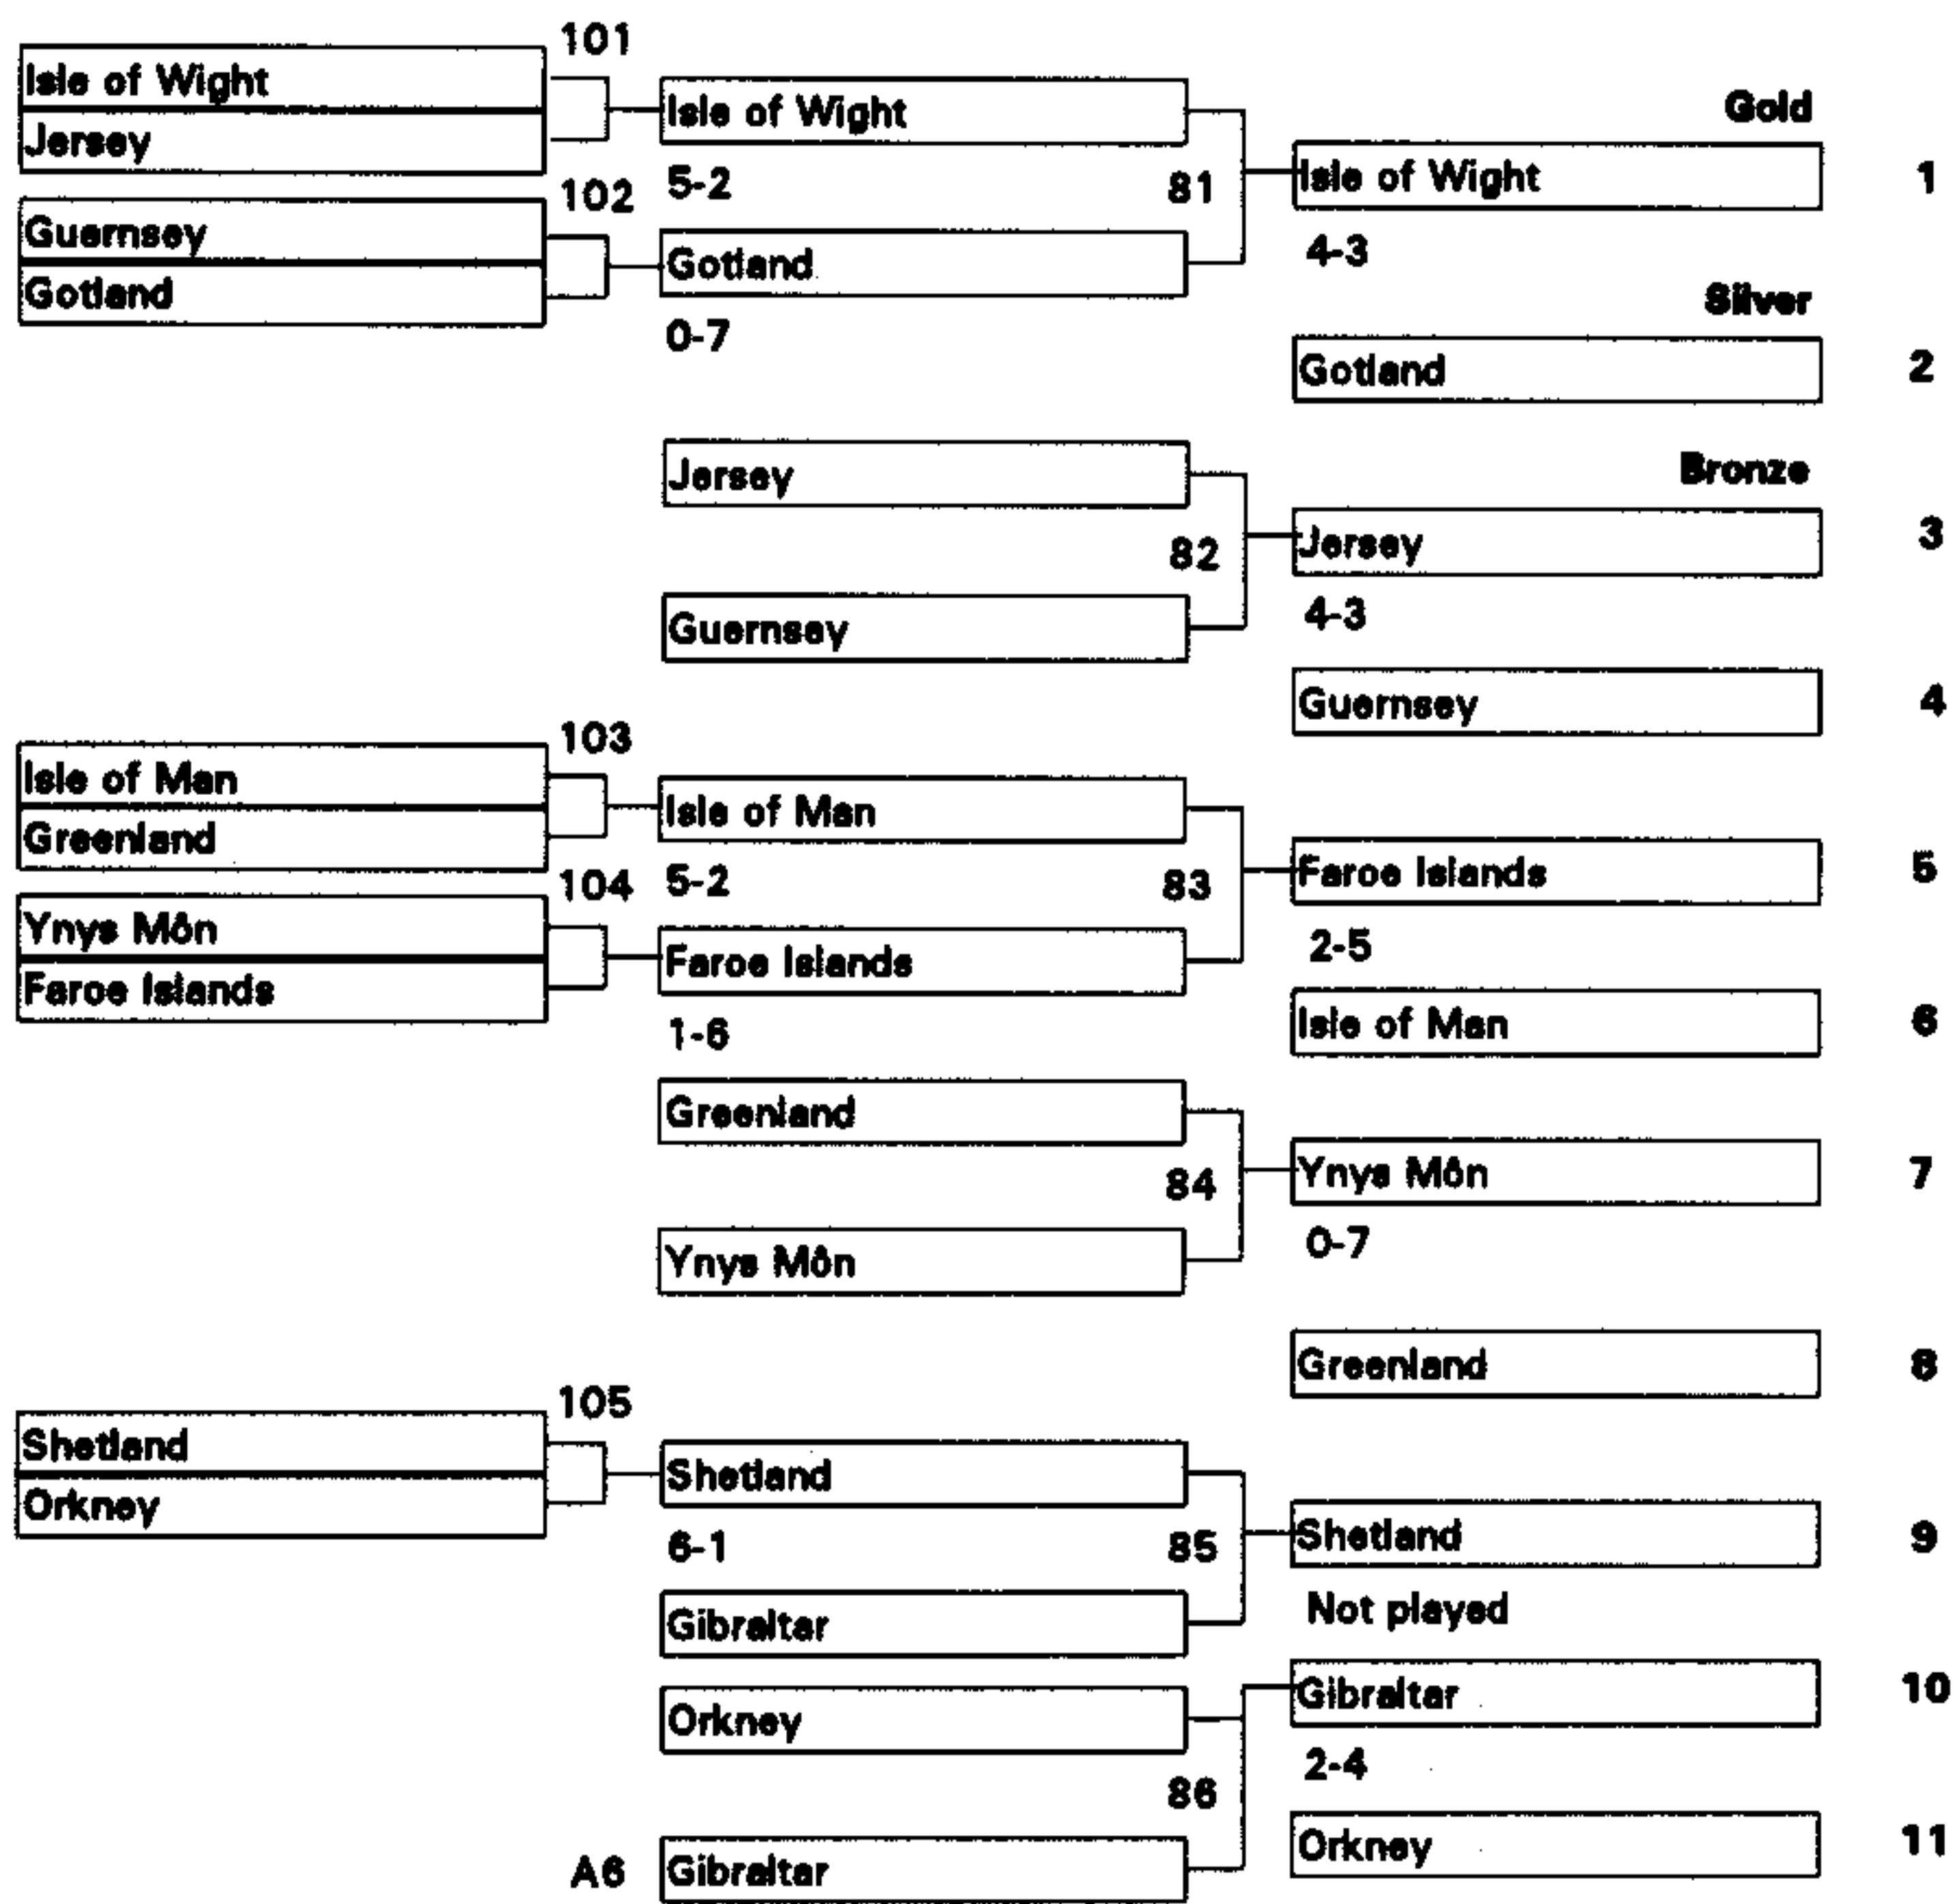 101
Isle of Wight
Jersey
Isle of Wight
Gold
102
5-2
81
Isle of Wight
1
Guernsey
Gotland
Gotland
4-3
0-7
Silver
Gotland
2
Jersey
Bronze
82
Jersey
3
Guernsey
4-3
Guernsey
4
103
Isle of Man
Greenland
Isle of Man
104
5-2
83
Faroe Islands
5
Ynys Môn
Faroe Islands
Faroe Islands
2-5
1-6
Isle of Man
6
Greenland
84
Ynys Môn
7
Ynys Môn
0-7
Greenland
8
105
Shetland
Orkney
Shetland
6-1
85
Shetland
9
Gibraltar
Not played
Orkney
Gibraltar
10
86
2-4
A6
Gibraltar
Orkney
11